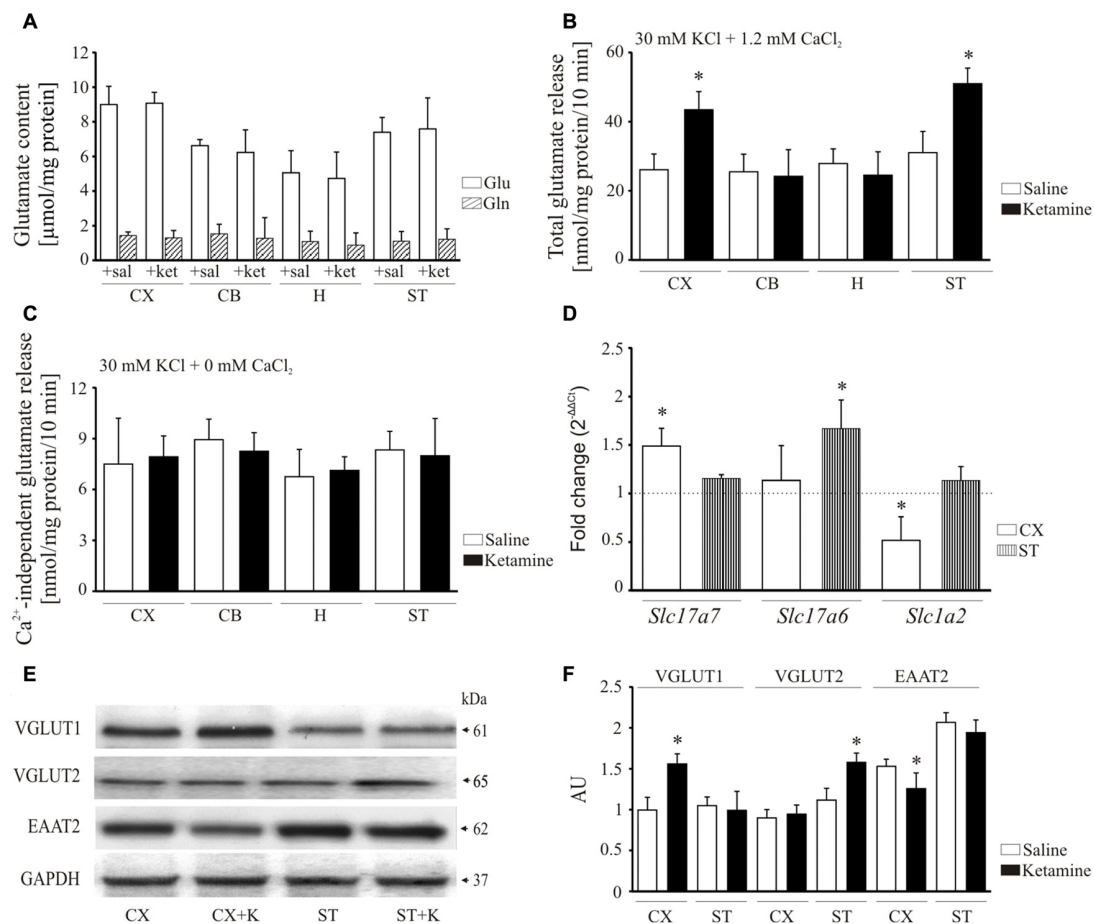 A
Glutamate content
[µmol/mg protein]
12
10
8
6
4
2
0
+sal +ket +sal +ket +sal +ket +sal +ket
CX CB H ST
Glu
Gln
B
30 mM KCl + 1.2 mM CaCl₂
Total glutamate release
[nmol/mg protein/10 min]
60
40
20
0
* *
CX CB H ST
Saline
Ketamine
C
30 mM KCl + 0 mM CaCl₂
Ca²⁺-independent glutamate release
[nmol/mg protein/10 min]
12
9
6
3
0
CX CB H ST
Saline
Ketamine
D
Fold change (2^-ΔΔCt)
2.5
2
1.5
1
0.5
0
* * *
Slc17a7 Slc17a6 Slc1a2
CX
ST
E
kDa
VGLUT1 61
VGLUT2 65
EAAT2 62
GAPDH 37
CX CX+K ST ST+K
F
VGLUT1 VGLUT2 EAAT2
AU
2.5
2
1.5
1
0.5
0
* * *
CX ST CX ST CX ST
Saline
Ketamine